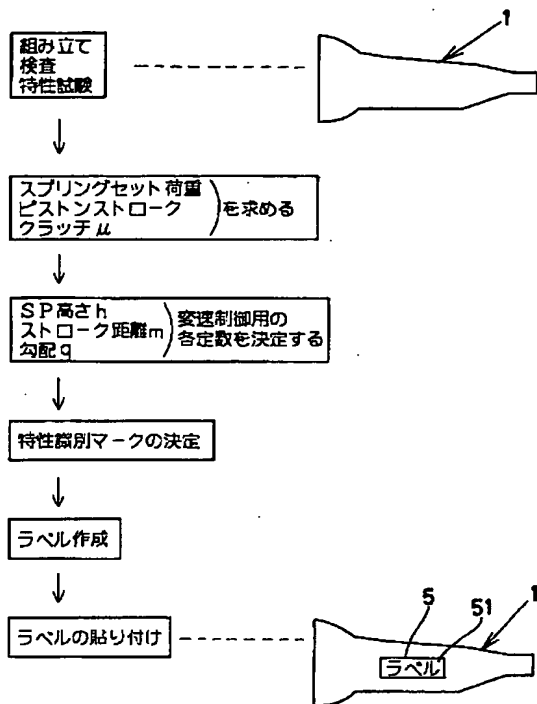 組み立て
検査
特性試験
1
スプリングセット荷重
ピストンストローク
クラッチμ
を求める
SP高さh
ストローク距離m
勾配q
変速制御用の
各定数を決定する
特性識別マークの決定
ラベル作成
ラベルの貼り付け
5
51
1
ラベル